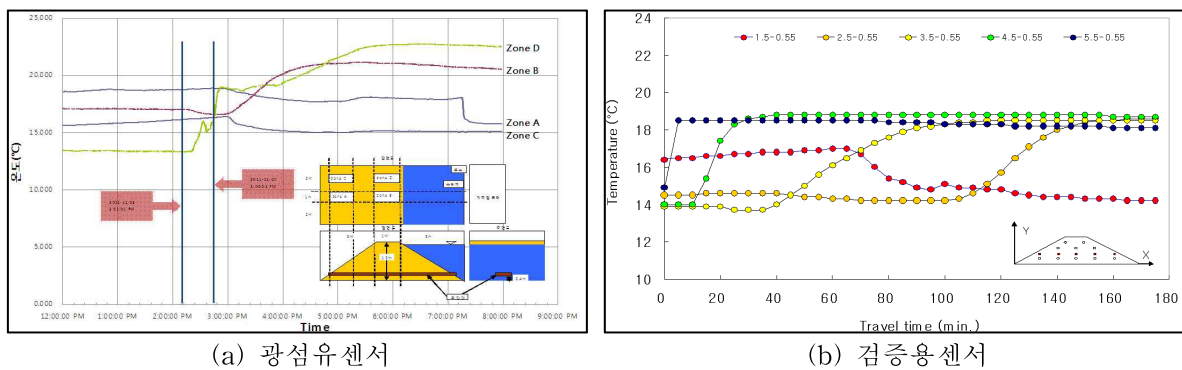 25.000
20.000
15.000
10.000
5.000
0.000
온도(℃)
Zone D
Zone B
Zone A
Zone C
12:00:00 PM 1:00:00 PM 2:00:00 PM 3:00:00 PM 4:00:00 PM 5:00:00 PM 6:00:00 PM 7:00:00 PM 8:00:00 PM 9:00:00 PM
Time
(a) 광섬유센서
24
22
20
18
16
14
12
10
Temperature (℃)
1.5-0.55 2.5-0.55 3.5-0.55 4.5-0.55 5.5-0.55
Y
X
0 20 40 60 80 100 120 140 160 180
Travel time (min.)
(b) 검증용센서